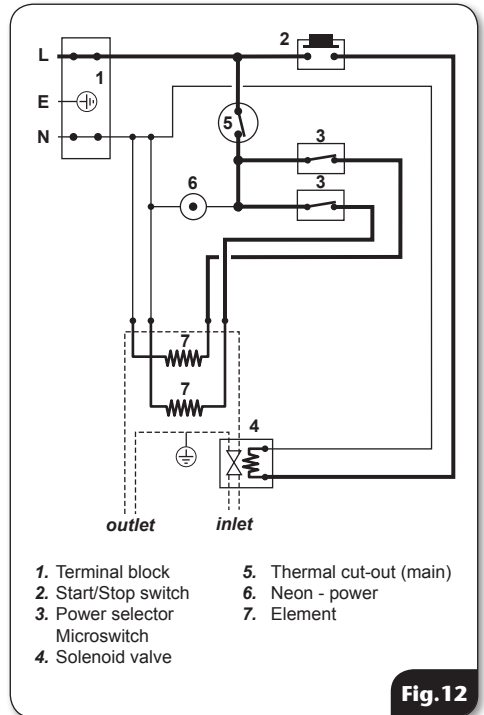 2
L
1
E
5
3
N
3
6
7
7
4
outlet
inlet
1. Terminal block
2. Start/Stop switch
3. Power selector
Microswitch
4. Solenoid valve
5. Thermal cut-out (main)
6. Neon - power
7. Element
Fig.12